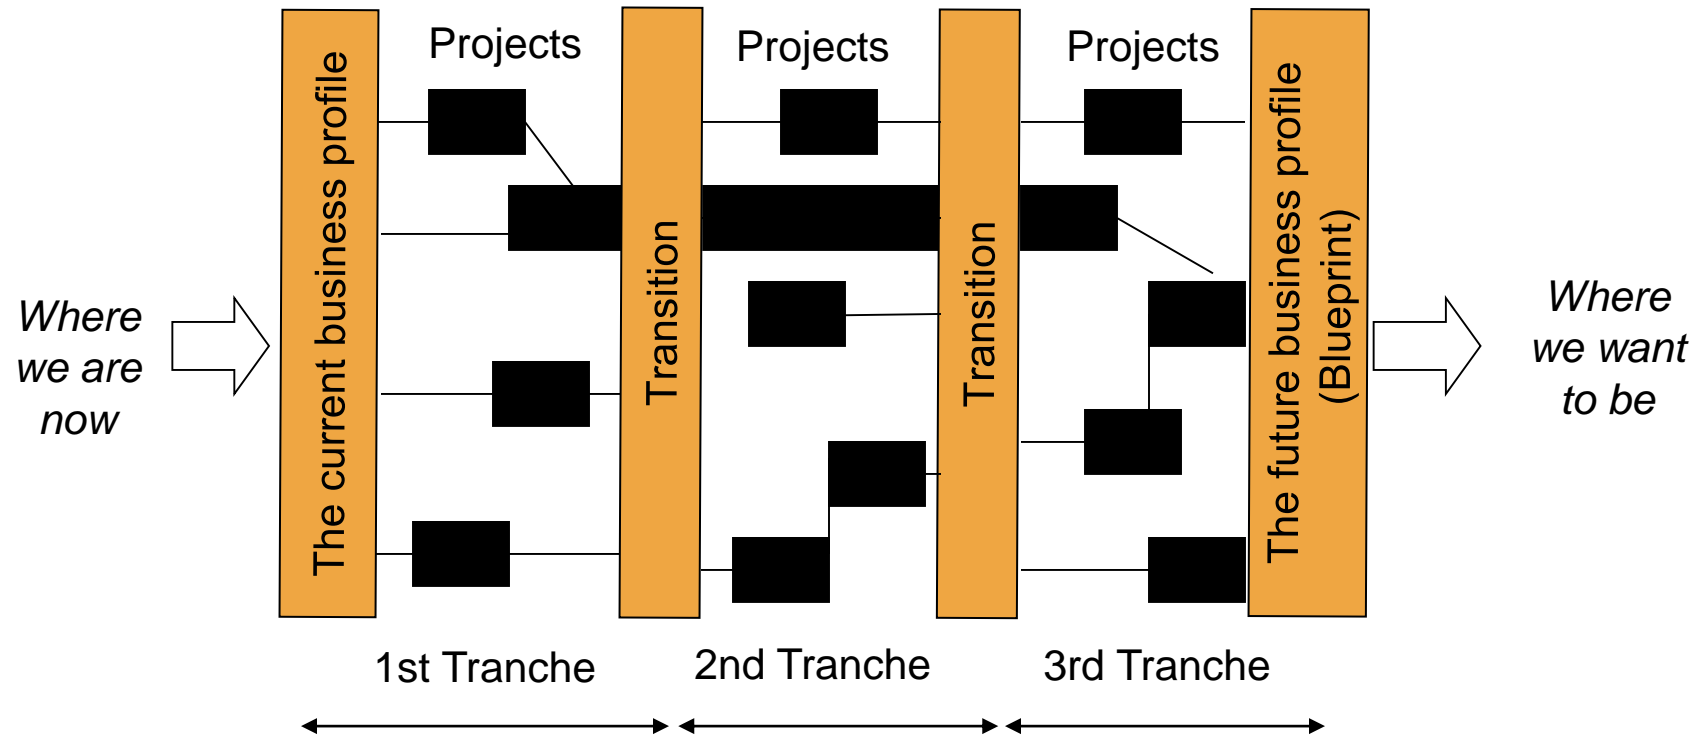 Projects
Projects
Projects
Where
we are
now
The current business profile
Transition
Transition
The future business profile
(Blueprint)
Where
we want
to be
1st Tranche
2nd Tranche
3rd Tranche